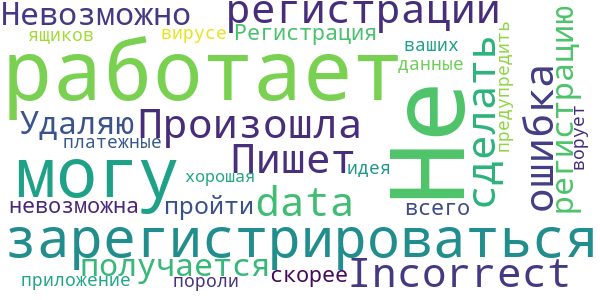 Невозможно регистрации
ящиков вирусе Регистрация
работает ваших
данные
Не
сделать
предупредить
ошибка
регистрацию
ворует
Удаляю Произошла
платежные
могу Пишет идея
хорошая
невозможна пройти data всего
зарегистрироваться
получается скорее Incorrect
приложение пороли